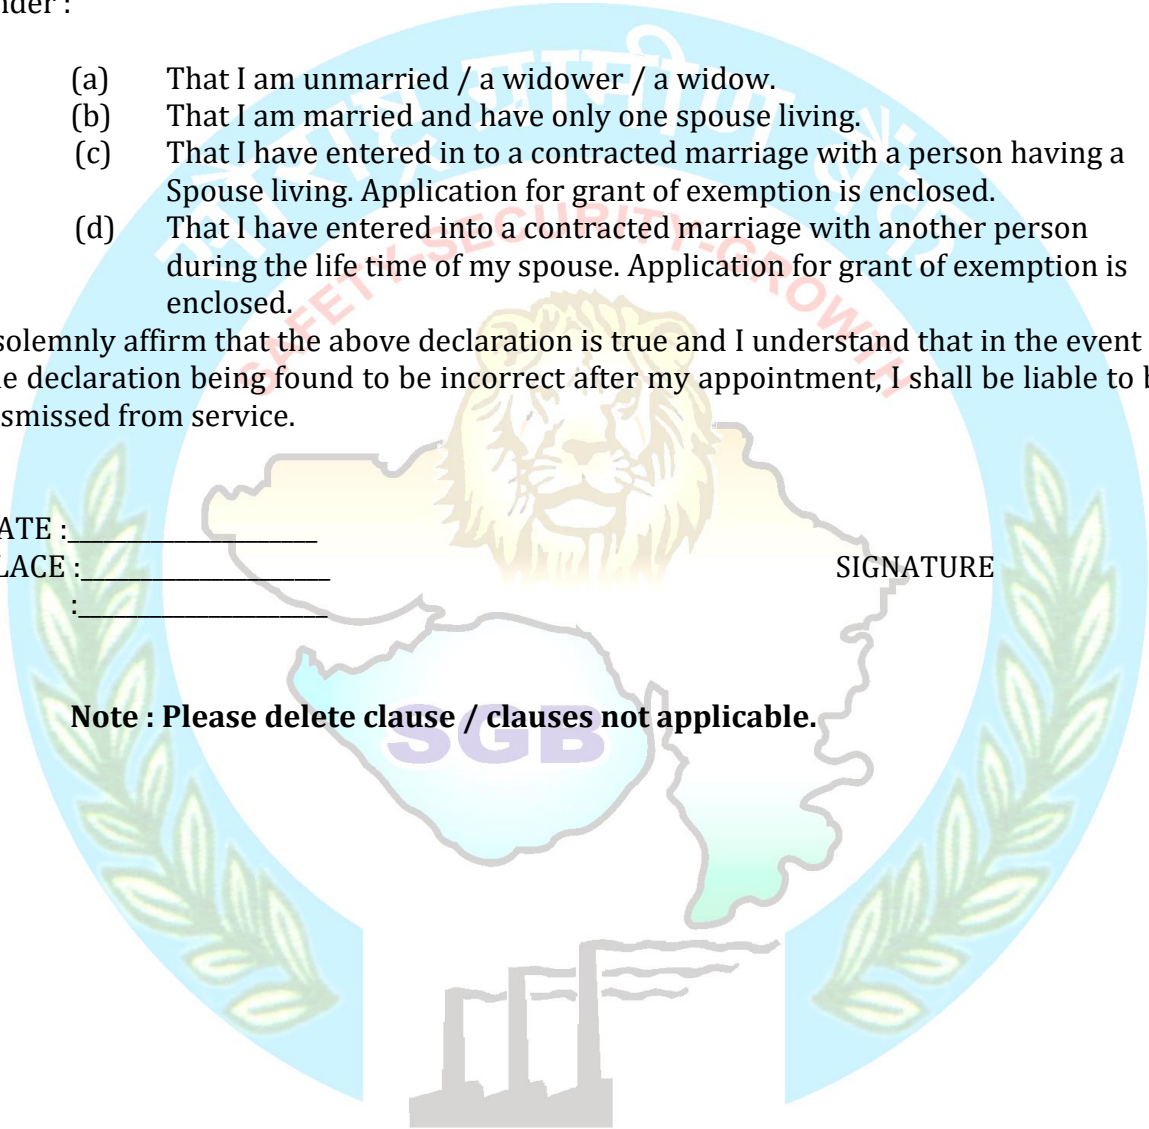 nder :
(a) That I am unmarried / a widower / a widow.
(b) That I am married and have only one spouse living.
(c) That I have entered in to a contracted marriage with a person having a
Spouse living. Application for grant of exemption is enclosed.
(d) That I have entered into a contracted marriage with another person
during the life time of my spouse. Application for grant of exemption is
enclosed.
solemnly affirm that the above declaration is true and I understand that in the event
e declaration being found to be incorrect after my appointment, I shall be liable to b
smissed from service.
ATE :____________________
LACE :____________________ SIGNATURE
:____________________
Note : Please delete clause / clauses not applicable.
सौराष्ट्र ग्रामीण बैंक
SAFETY-SECURITY-GROWTH
SGB